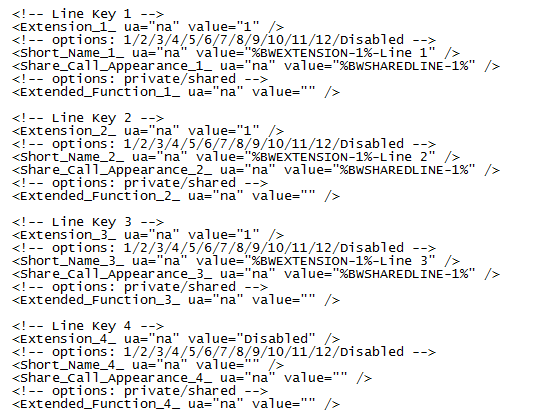 <!-- Line Key 1 -->
<Extension_1_ ua="na" value="1" />
<!-- options: 1/2/3/4/5/6/7/8/9/10/11/12/Disabled -->
<Short_Name_1_ ua="na" value="%BWEXTENSION-1%-Line 1" />
<Share_Call_Appearance_1_ ua="na" value="%BWSHAREDLINE-1%" />
<!-- options: private/shared -->
<Extended_Function_1_ ua="na" value="" />
<!-- Line Key 2 -->
<Extension_2_ ua="na" value="1" />
<!-- options: 1/2/3/4/5/6/7/8/9/10/11/12/Disabled -->
<Short_Name_2_ ua="na" value="%BWEXTENSION-1%-Line 2" />
<Share_Call_Appearance_2_ ua="na" value="%BWSHAREDLINE-1%" />
<!-- options: private/shared -->
<Extended_Function_2_ ua="na" value="" />
<!-- Line Key 3 -->
<Extension_3_ ua="na" value="1" />
<!-- options: 1/2/3/4/5/6/7/8/9/10/11/12/Disabled -->
<Short_Name_3_ ua="na" value="%BWEXTENSION-1%-Line 3" />
<Share_Call_Appearance_3_ ua="na" value="%BWSHAREDLINE-1%" />
<!-- options: private/shared -->
<Extended_Function_3_ ua="na" value="" />
<!-- Line Key 4 -->
<Extension_4_ ua="na" value="Disabled" />
<!-- options: 1/2/3/4/5/6/7/8/9/10/11/12/Disabled -->
<Short_Name_4_ ua="na" value="" />
<Share_Call_Appearance_4_ ua="na" value="" />
<!-- options: private/shared -->
<Extended_Function_4_ ua="na" value="" />